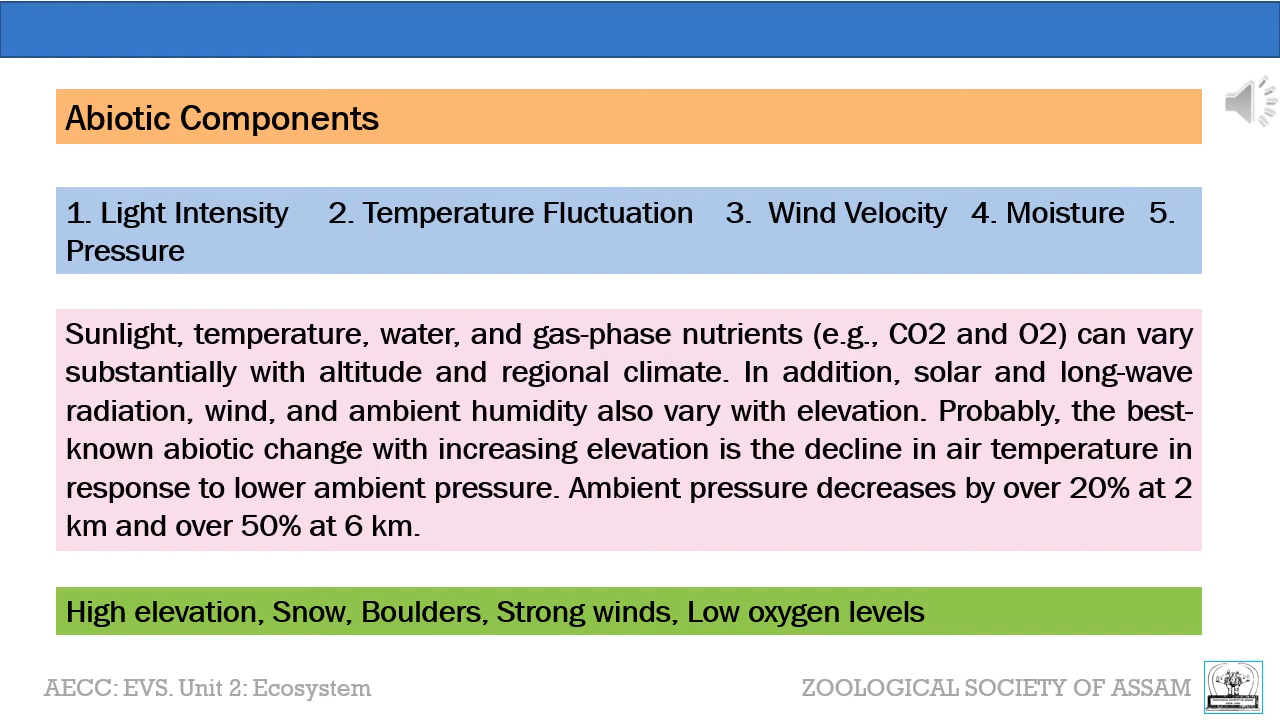 Abiotic Components
1. Light Intensity 2. Temperature Fluctuation 3. Wind Velocity 4. Moisture 5.
Pressure
Sunlight, temperature, water, and gas-phase nutrients (e.g., CO2 and O2) can vary
substantially with altitude and regional climate. In addition, solar and long-wave
radiation, wind, and ambient humidity also vary with elevation. Probably, the best-
known abiotic change with increasing elevation is the decline in air temperature in
response to lower ambient pressure. Ambient pressure decreases by over 20% at 2
km and over 50% at 6 km.
High elevation, Snow, Boulders, Strong winds, Low oxygen levels
AECC: EVS. Unit 2: Ecosystem
ZOOLOGICAL SOCIETY OF ASSAM